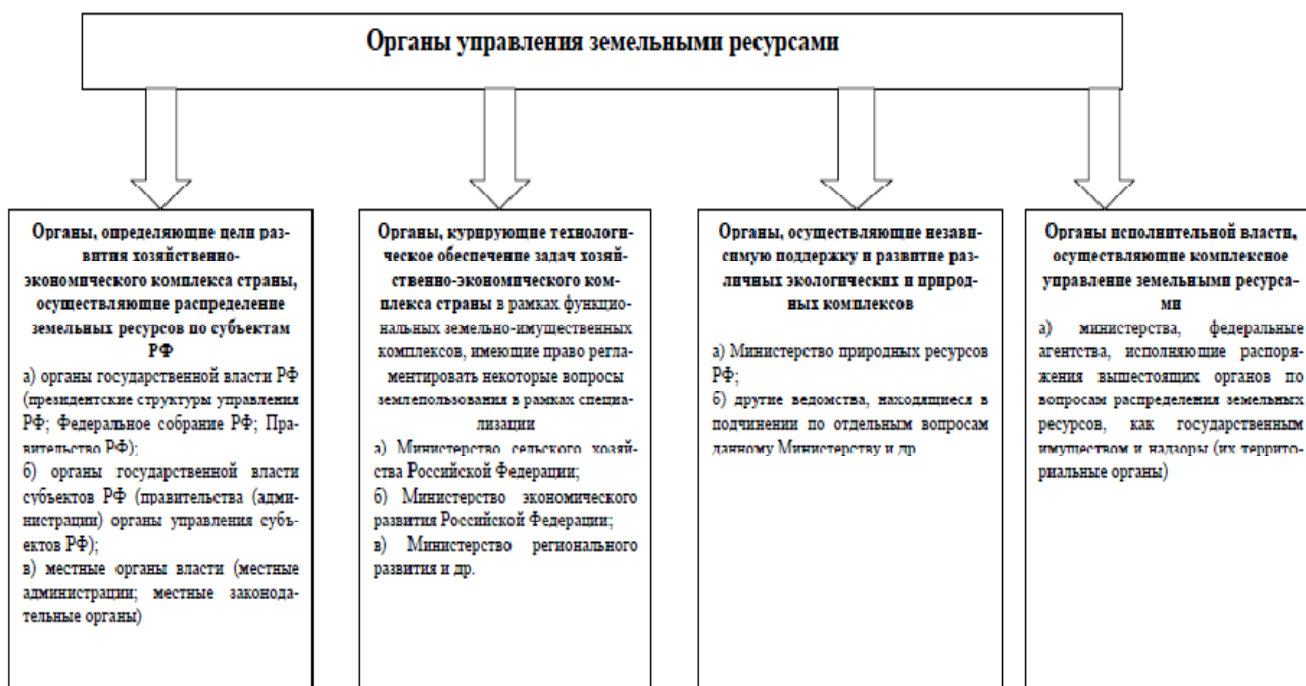 Органы управления земельными ресурсами
Органы, определяющие цели раз-
вития хозяйственно-
экономического комплекса страны,
осуществляющие распределение
земельных ресурсов по субъектам
РФ
а) органы государственной власти РФ
(президентские структуры управления
РФ; Федеральное собрание РФ; Пра-
вительство РФ);
б) органы государственной власти
субъектов РФ (правительства (адми-
нистрации) органы управления субъ-
ектов РФ);
в) местные органы власти (местные
администрации; местные законода-
тельные органы)
Органы, курирующие технологи-
ческое обеспечение задач хозяй-
ственно-экономического ком-
плекса страны в рамках функцио-
нальных земельно-имущественных
комплексов, имеющие право регла-
ментировать некоторые вопросы
землепользования в рамках специа-
лизации
а) Министерство сельского хозяй-
ства Российской Федерации;
б) Министерство экономического
развития Российской Федерации;
в) Министерство регионального
развития и др.
Органы, осуществляющие незави-
симую поддержку и развитие раз-
личных экологических и природ-
ных комплексов
а) Министерство природных ресурсов
РФ;
б) другие ведомства, находящиеся в
подчинении по отдельным вопросам
данному Министерству и др
Органы исполнительной власти,
осуществляющие комплексное
управление земельными ресурса-
ми
а) министерства, федеральные
агентства, исполняющие распоря-
жения вышестоящих органов по
вопросам распределения земельных
ресурсов, как государственным
имуществом и надзоры (их террито-
риальные органы)